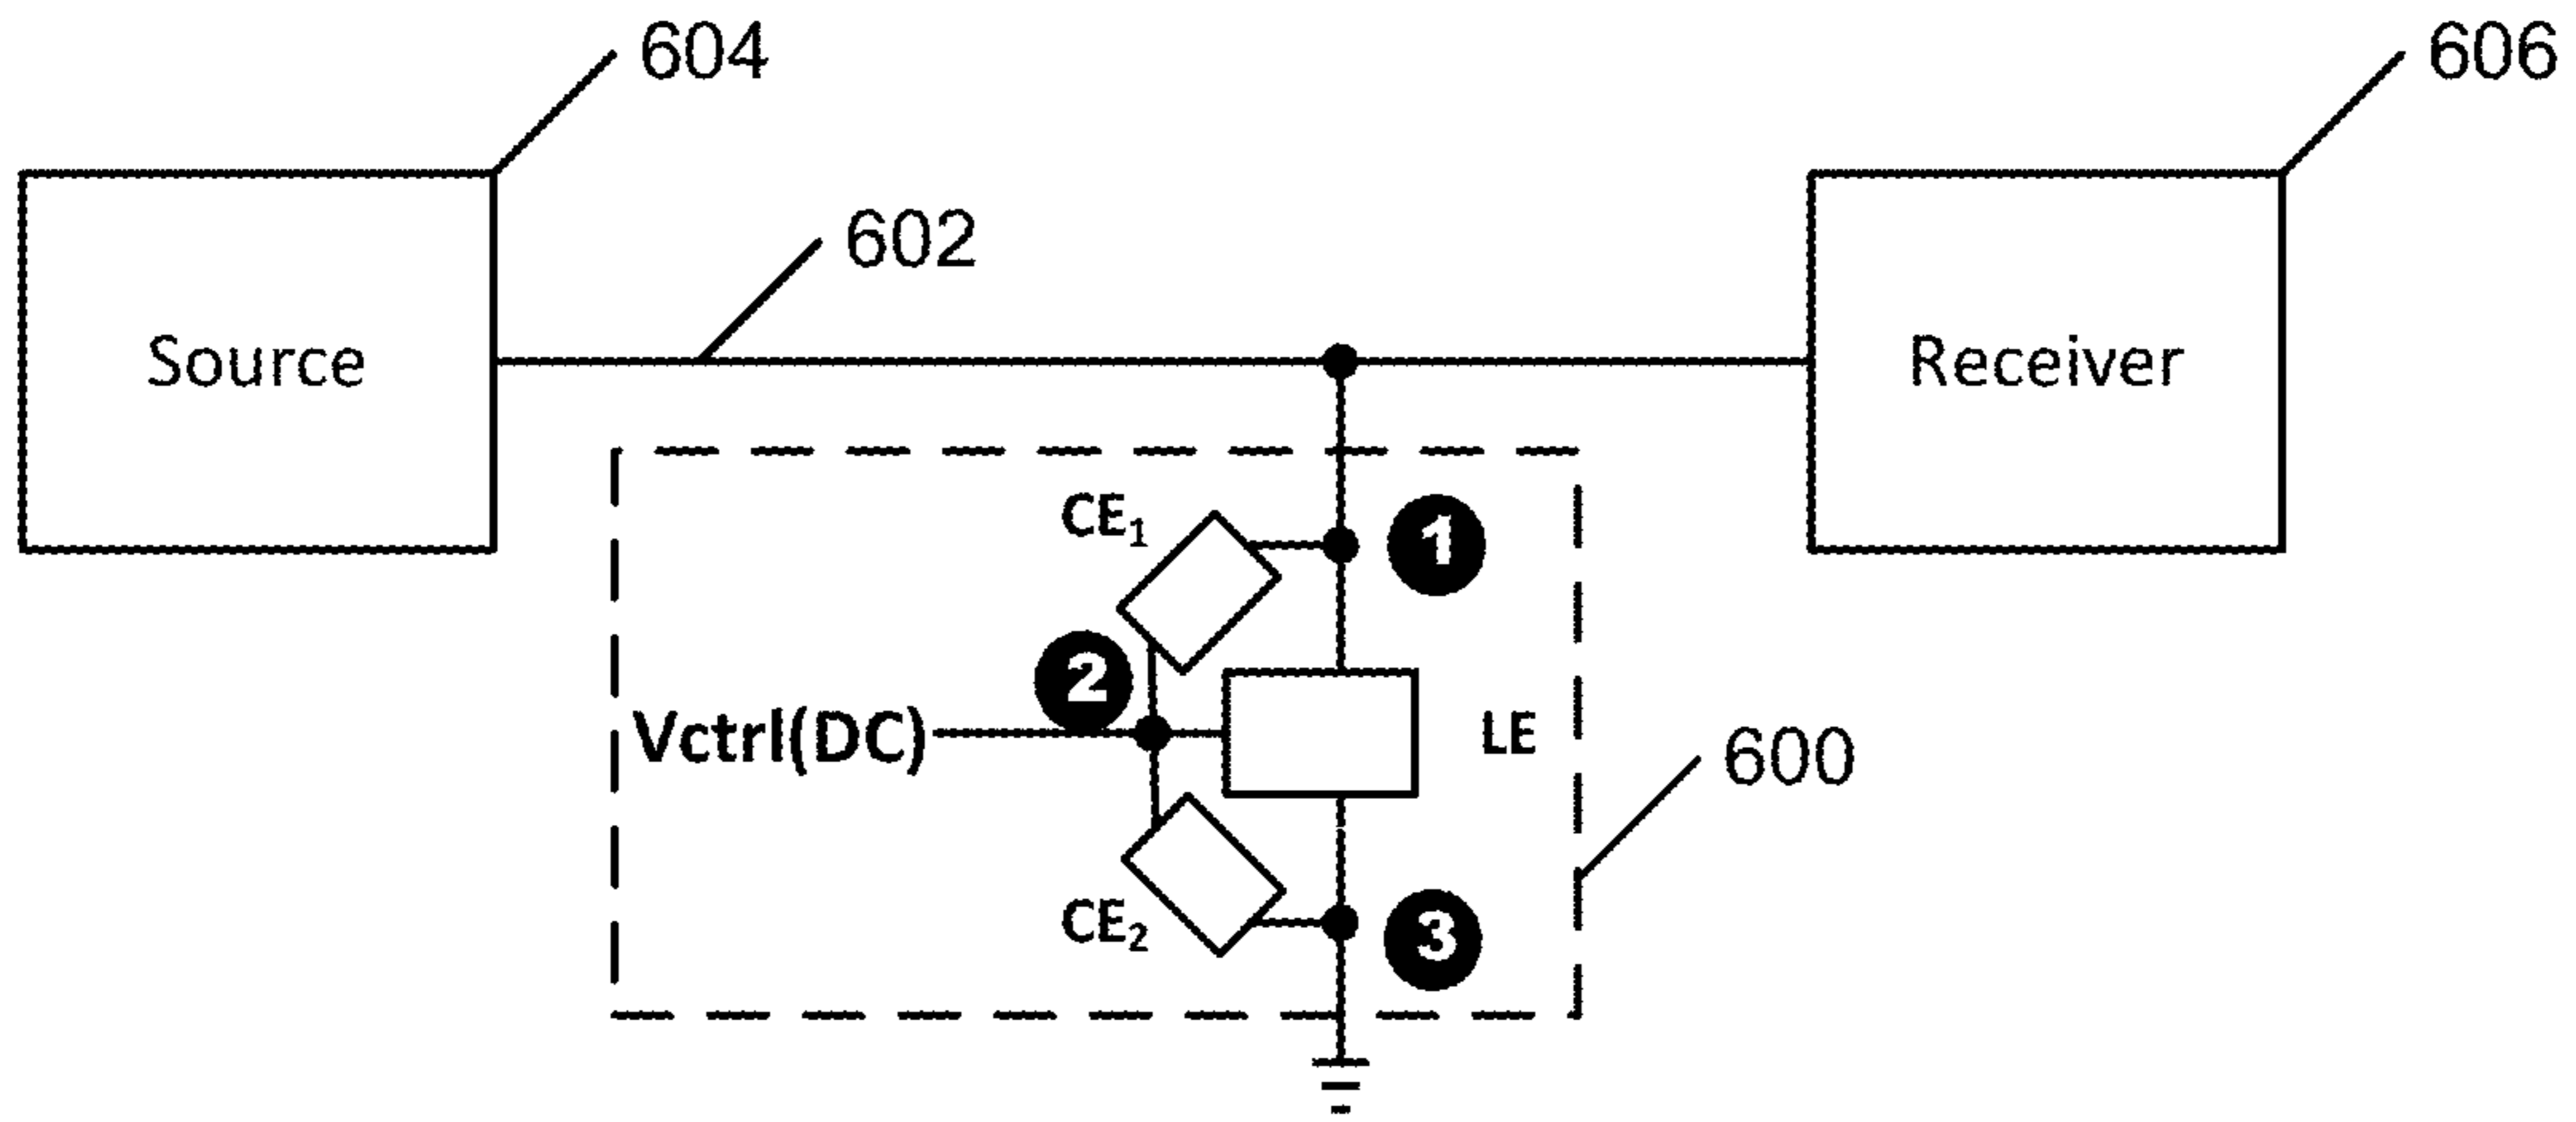 604
606
602
Source
Receiver
CE₁
1
2
Vctrl(DC)
LE
600
CE₂
3